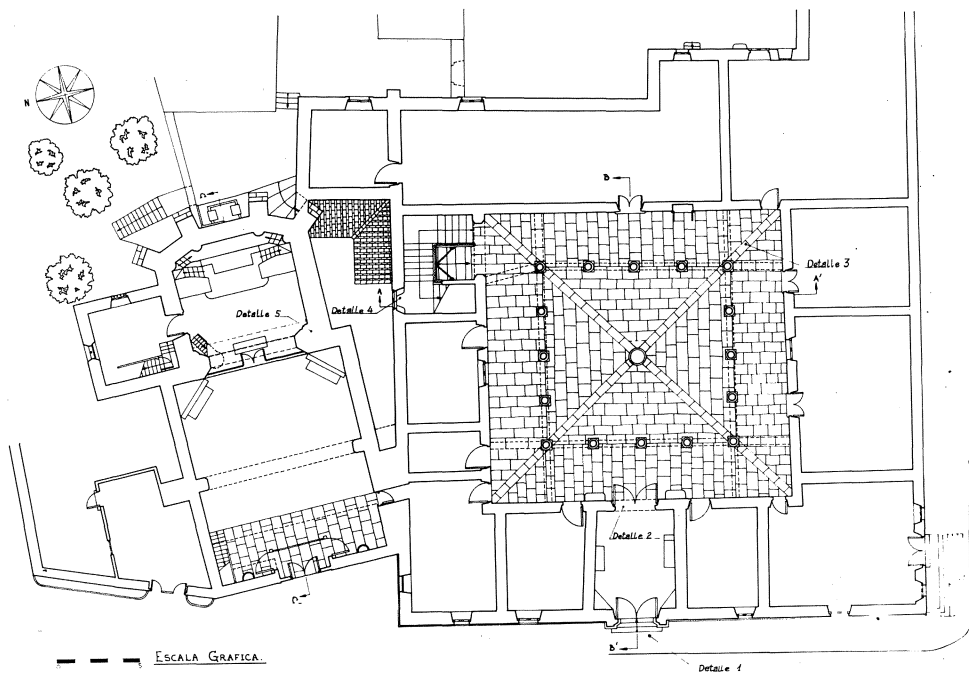 N
B
Detalle 3
A'
A
Detalle 4
Detalle 5
Detalle 2
B'
Detalle 1
ESCALA GRAFICA.